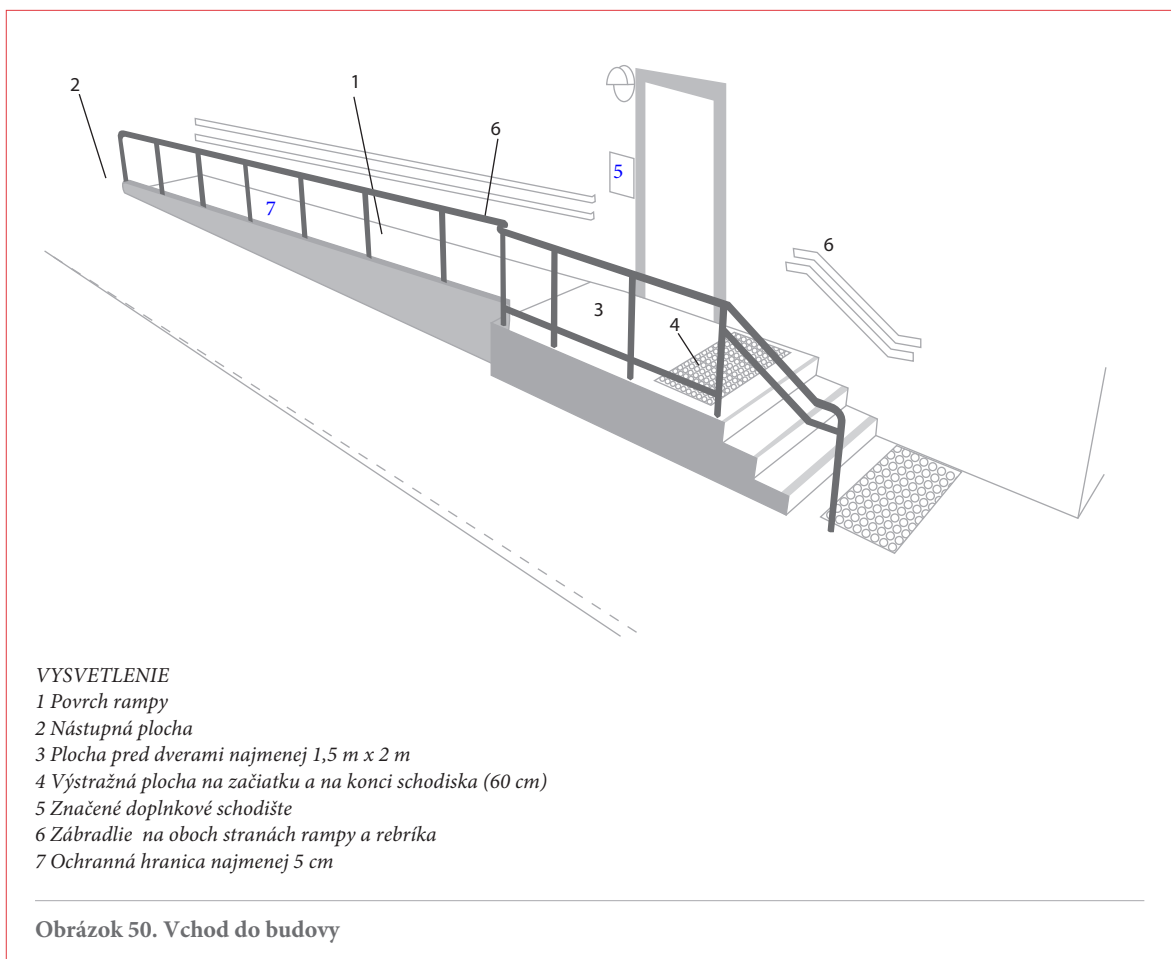 2
1
6
5
7
6
3
4
VYSVETLENIE
1 Povrch rampy
2 Nástupná plocha
3 Plocha pred dverami najmenej 1,5 m x 2 m
4 Výstražná plocha na začiatku a na konci schodiska (60 cm)
5 Značené doplnkové schodište
6 Zábradlie na oboch stranách rampy a rebríka
7 Ochranná hranica najmenej 5 cm
Obrázok 50. Vchod do budovy